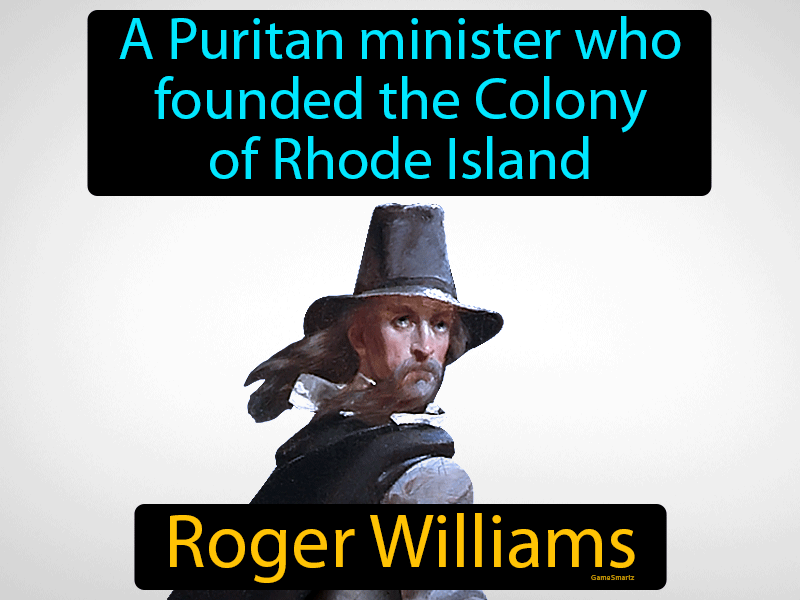 A Puritan minister who
founded the Colony
of Rhode Island
Roger Williams
GameSmartz